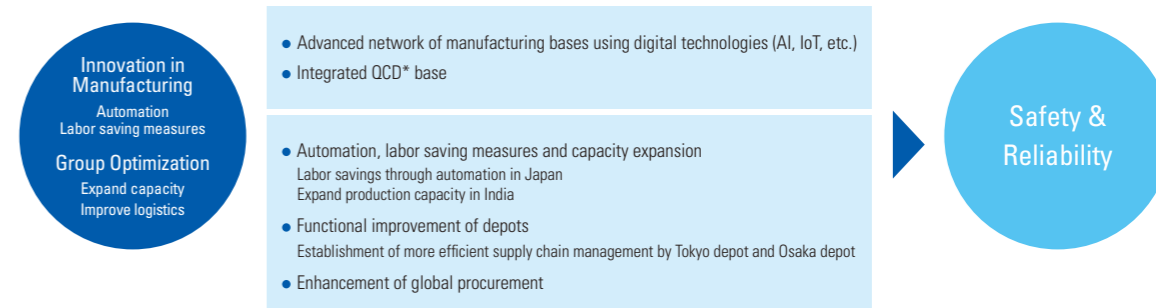 Innovation in
Manufacturing
Automation
Labor saving measures
Group Optimization
Expand capacity
Improve logistics
● Advanced network of manufacturing bases using digital technologies (AI, IoT, etc.)
● Integrated QCD* base
● Automation, labor saving measures and capacity expansion
Labor savings through automation in Japan
Expand production capacity in India
● Functional improvement of depots
Establishment of more efficient supply chain management by Tokyo depot and Osaka depot
● Enhancement of global procurement
Safety &
Reliability